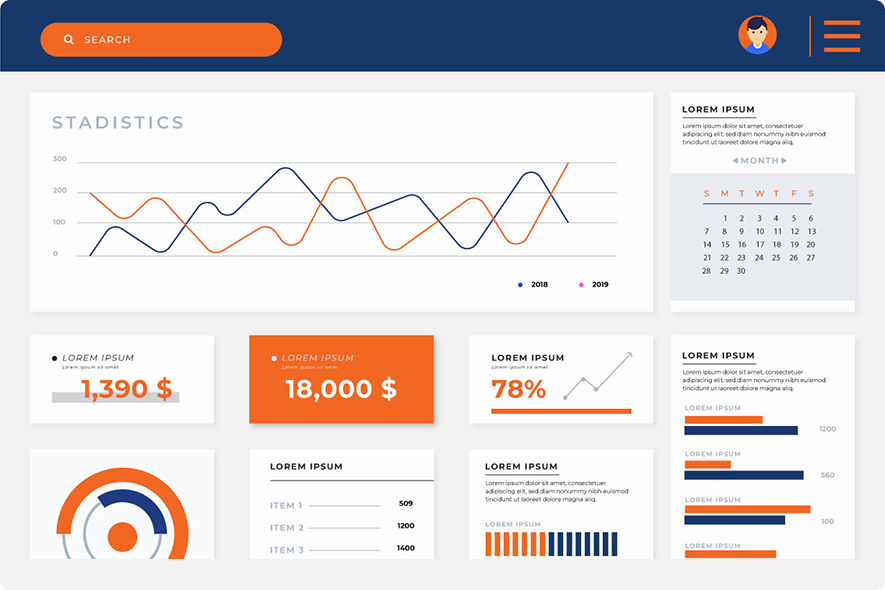 SEARCH
STADISTICS
300
200
100
0
2018 2019
LOREM IPSUM
Lorem ipsum dolor sit amet, consectetuer
adipiscing elit, sed diam nonummy nibh euismod
tincidunt ut laoreet dolore magna aliq.
MONTH
S M T W T F S
1 2 3 4 5 6
7 8 9 10 11 12 13
14 15 16 17 18 19 20
21 22 23 24 25 26 27
28 29 30
LOREM IPSUM
Lorem ipsum sit amet
1,390 $
LOREM IPSUM
Lorem ipsum sit amet
18,000 $
LOREM IPSUM
Lorem ipsum sit amet
78%
LOREM IPSUM
Lorem ipsum dolor sit amet, consectetuer
adipiscing elit, sed diam nonummy nibh euismod
tincidunt ut laoreet dolore magna aliq.
LOREM IPSUM
1200
LOREM IPSUM
560
LOREM IPSUM
100
LOREM IPSUM
LOREM IPSUM
ITEM 1 509
ITEM 2 1200
ITEM 3 1400
LOREM IPSUM
Lorem ipsum dolor sit amet, consectetuer
adipiscing elit, sed diam nonummy nibh euismod
tincidunt ut laoreet dolore magna aliq.
LOREM IPSUM